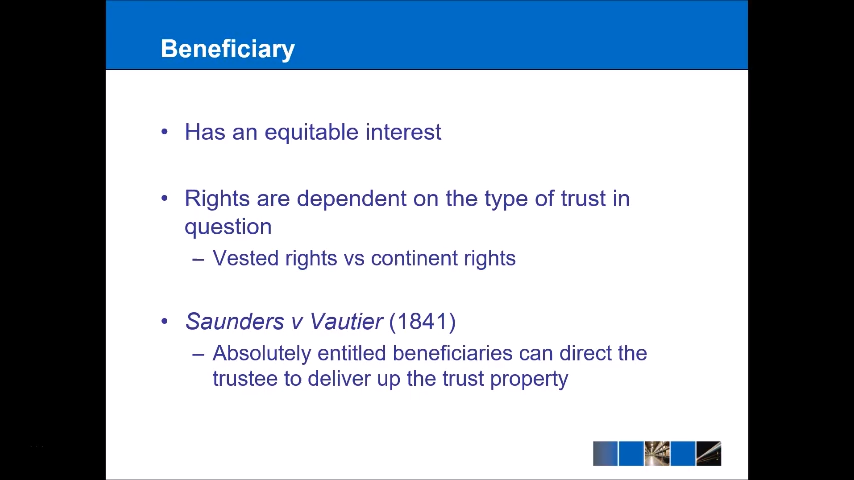 Beneficiary
• Has an equitable interest
• Rights are dependent on the type of trust in
question
– Vested rights vs continent rights
• Saunders v Vautier (1841)
– Absolutely entitled beneficiaries can direct the
trustee to deliver up the trust property